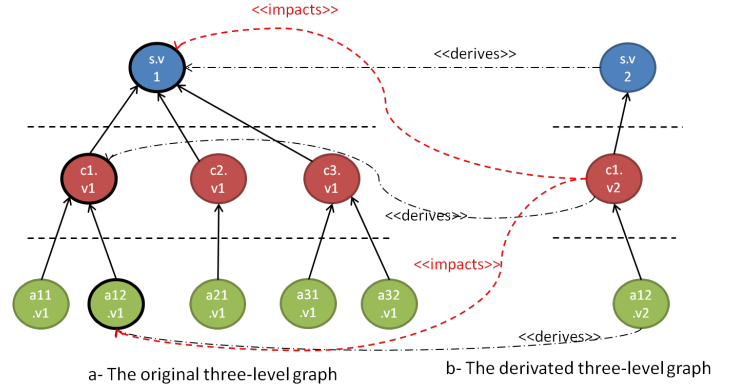 <<impacts>>
s.v
1
<<derives>>
s.v
2
c1.
v1
c2.
v1
c3.
v1
c1.
v2
<<derives>>
<<impacts>>
a11
.v1
a12
.v1
a21
.v1
a31
.v1
a32
.v1
a12
.v2
<<derives>>
a- The original three-level graph
b- The derivated three-level graph